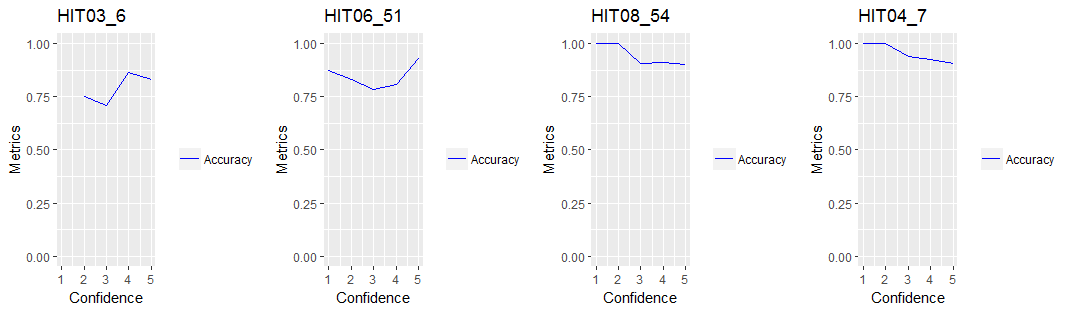 HIT03_6
1.00
0.75
0.50
0.25
0.00
Metrics
1 2 3 4 5
Confidence
Accuracy
HIT06_51
1.00
0.75
0.50
0.25
0.00
Metrics
1 2 3 4 5
Confidence
Accuracy
HIT08_54
1.00
0.75
0.50
0.25
0.00
Metrics
1 2 3 4 5
Confidence
Accuracy
HIT04_7
1.00
0.75
0.50
0.25
0.00
Metrics
1 2 3 4 5
Confidence
Accuracy